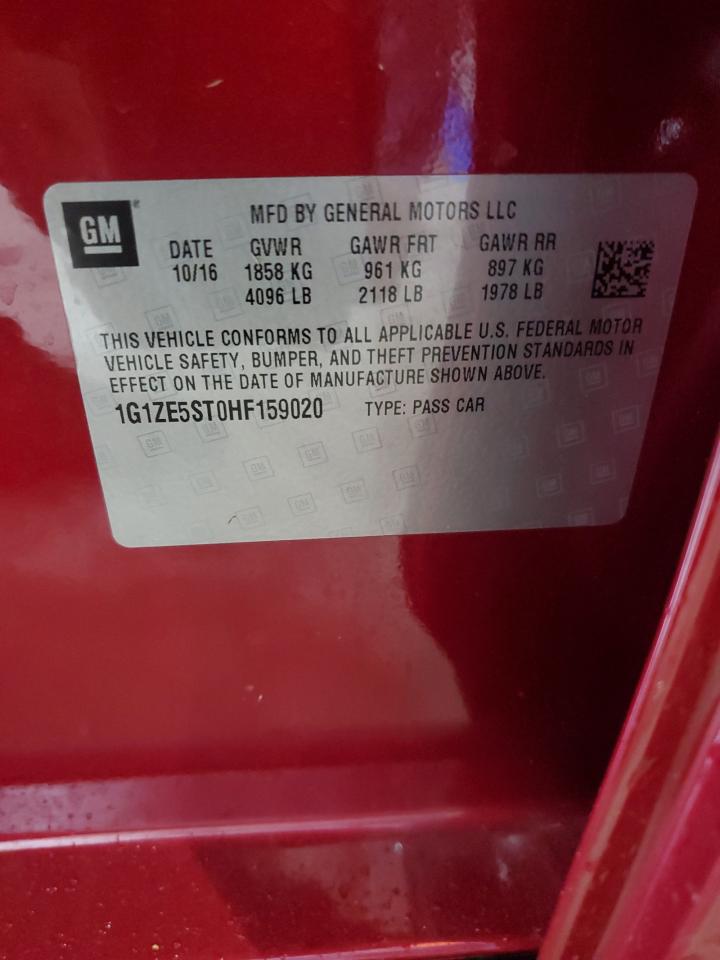 GM
MFD BY GENERAL MOTORS LLC
DATE GVWR GAWR FRT GAWR RR
10/16 1858 KG 961 KG 897 KG
4096 LB 2118 LB 1978 LB
THIS VEHICLE CONFORMS TO ALL APPLICABLE U.S. FEDERAL MOTOR
VEHICLE SAFETY, BUMPER, AND THEFT PREVENTION STANDARDS IN
EFFECT ON THE DATE OF MANUFACTURE SHOWN ABOVE.
1G1ZE5ST0HF159020 TYPE: PASS CAR